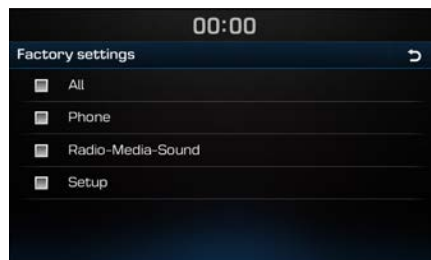 00:00
Factory settings
All
Phone
Radio-Media-Sound
Setup